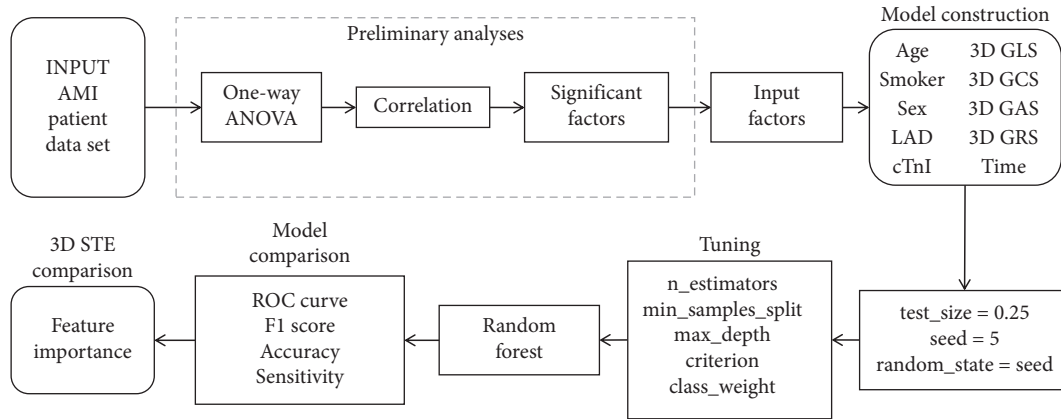 INPUT
AMI
patient
data set
Preliminary analyses
One-way
ANOVA
Correlation
Significant
factors
Input
factors
Model construction
Age 3D GLS
Smoker 3D GCS
Sex 3D GAS
LAD 3D GRS
cTnI Time
test_size = 0.25
seed = 5
random_state = seed
Tuning
n_estimators
min_samples_split
max_depth
criterion
class_weight
Random
forest
Model
comparison
ROC curve
F1 score
Accuracy
Sensitivity
3D STE
comparison
Feature
importance